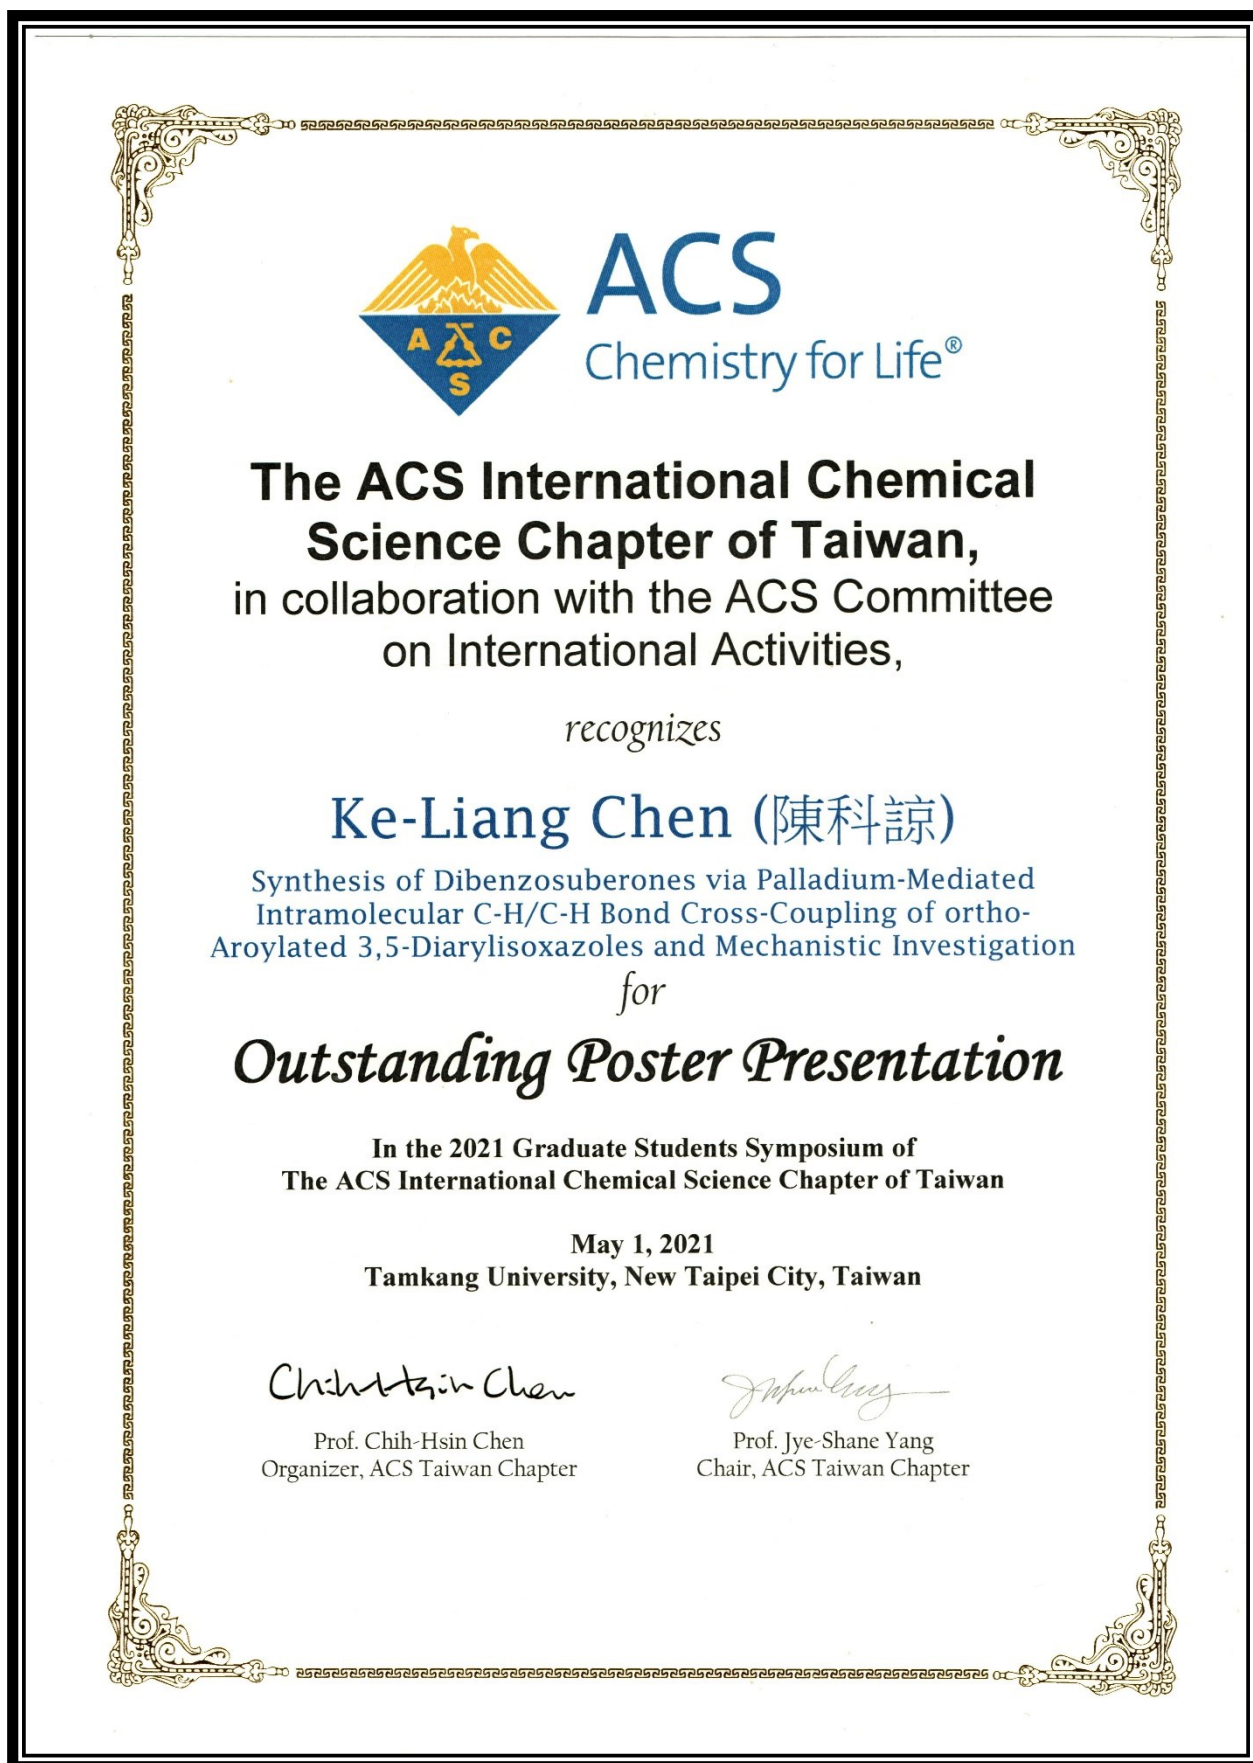 A C
S
ACS
Chemistry for Life®
The ACS International Chemical
Science Chapter of Taiwan,
in collaboration with the ACS Committee
on International Activities,
recognizes
Ke-Liang Chen (陳科諒)
Synthesis of Dibenzosuberones via Palladium-Mediated
Intramolecular C-H/C-H Bond Cross-Coupling of ortho-
Aroylated 3,5-Diarylisoxazoles and Mechanistic Investigation
for
Outstanding Poster Presentation
In the 2021 Graduate Students Symposium of
The ACS International Chemical Science Chapter of Taiwan
May 1, 2021
Tamkang University, New Taipei City, Taiwan
Chih-Hsin Chen
Prof. Chih-Hsin Chen
Organizer, ACS Taiwan Chapter
Prof. Jye-Shane Yang
Chair, ACS Taiwan Chapter